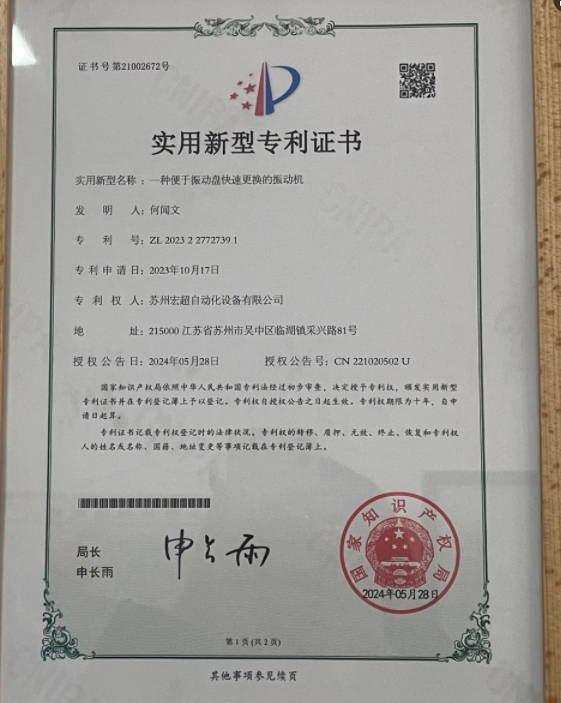 证书号第21002672号
实用新型专利证书
实用新型名称：一种便于振动盘快速更换的振动机
发明人：何闻文
专利号：ZL 2023 2 2772739.1
专利申请日：2023年10月17日
专利权人：苏州宏超自动化设备有限公司
地址：215000 江苏省苏州市吴中区临湖镇采兴路81号
授权公告日：2024年05月28日 授权公告号：CN 221020502 U
国家知识产权局依照中华人民共和国专利法经过初步审查，决定授予专利权，颁发实用新型
专利证书并在专利登记簿上予以登记。专利权自授权公告之日起生效。专利权期限为十年，自申
请日起算。
专利证书记载专利权登记时的法律状况。专利权的转移、质押、无效、终止、恢复和专利权
人的姓名或名称、国籍、地址变更等事项记载在专利登记簿上。
局长
申长雨
申长雨
国家知识产权局
2024年05月28日
第1页(共2页)
其他事项参见续页
CNIPA